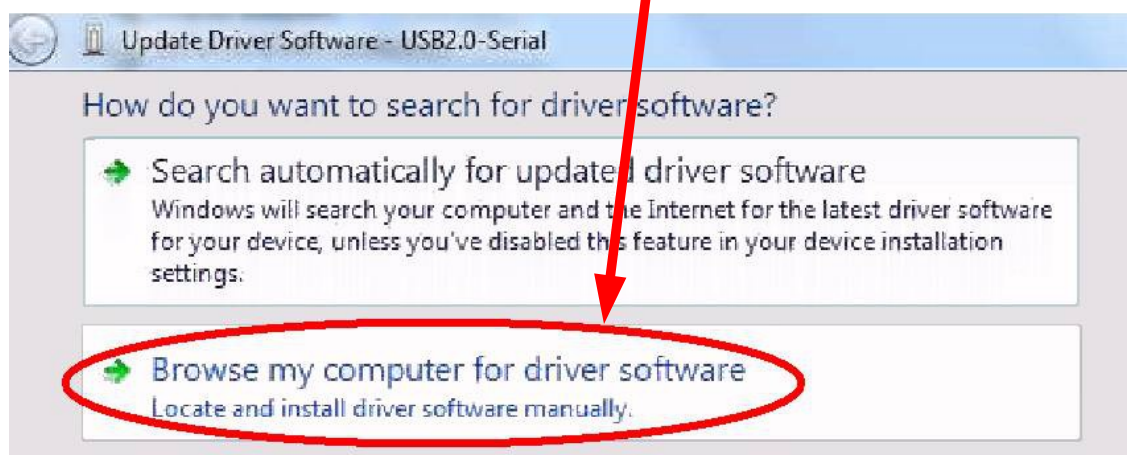 Update Driver Software - USB2.0-Serial
How do you want to search for driver software?
Search automatically for updated driver software
Windows will search your computer and the Internet for the latest driver software
for your device, unless you've disabled this feature in your device installation
settings.
Browse my computer for driver software
Locate and install driver software manually.